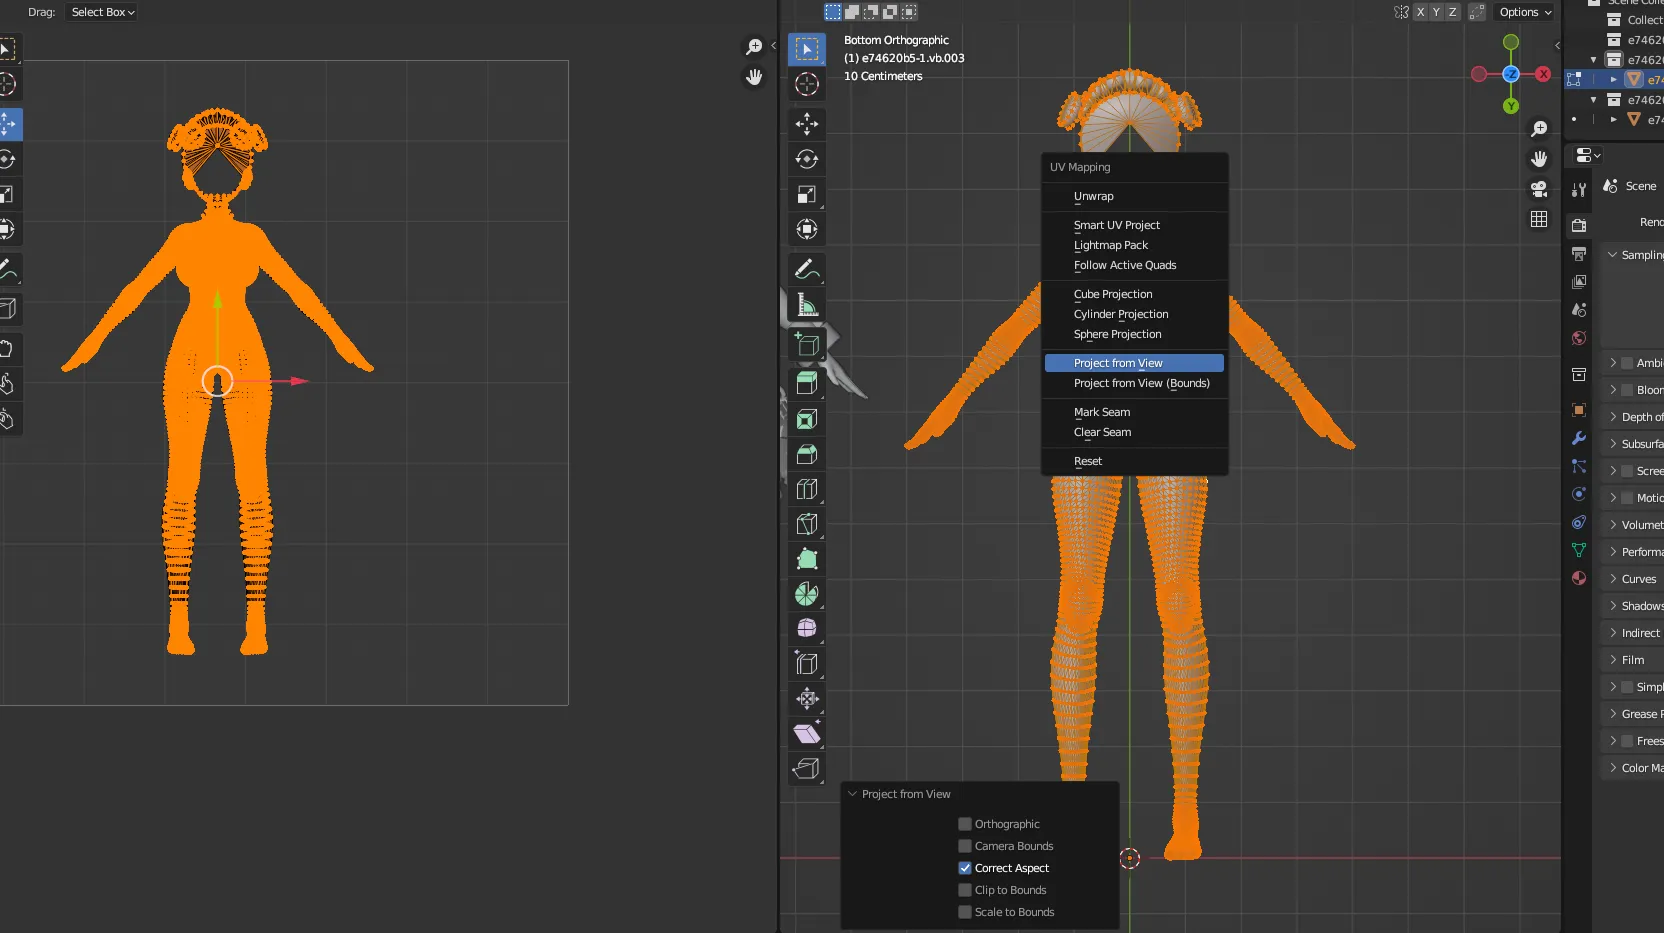 Drag:
Select Box
X Y Z
Options
Bottom Orthographic
(1) e74620b5-1.vb.003
10 Centimeters
X
-Z
Y
UV Mapping
Unwrap
Smart UV Project
Lightmap Pack
Follow Active Quads
Cube Projection
Cylinder Projection
Sphere Projection
Project from View
Project from View (Bounds)
Mark Seam
Clear Seam
Reset
Project from View
Orthographic
Camera Bounds
Correct Aspect
Clip to Bounds
Scale to Bounds
Scene Colle
Collect
e7462
e7462
e74
e7462
e74
Scene
Rend
Sampling
Ambi
Bloom
Depth of
Subsurfa
Scree
Motio
Volumet
Performa
Curves
Shadows
Indirect
Film
Simpl
Grease P
Frees
Color Ma